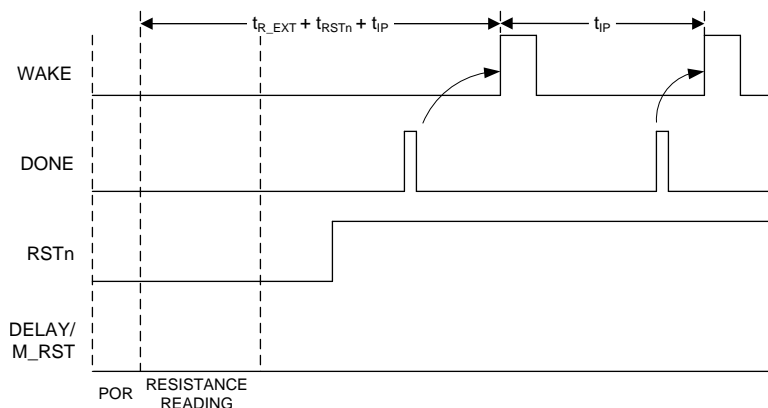 t_R_EXT + t_RSTn + t_IP
t_IP
WAKE
DONE
RSTn
DELAY/
M_RST
POR
RESISTANCE
READING